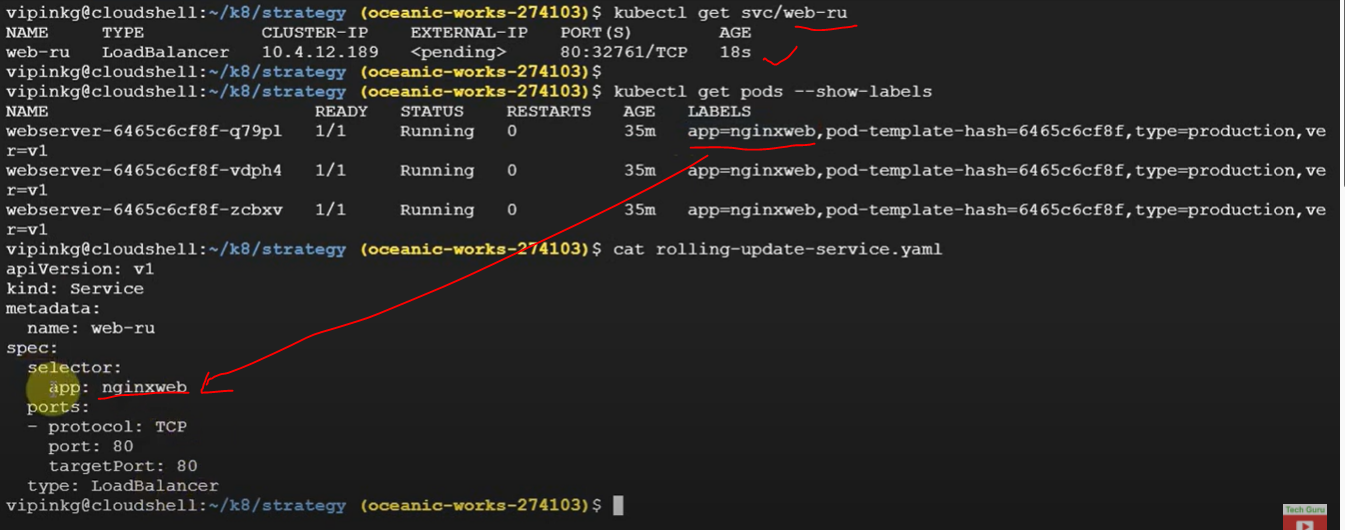 vipinkg@cloudshell:~/k8/strategy (oceanic-works-274103)$ kubectl get svc/web-ru
NAME TYPE CLUSTER-IP EXTERNAL-IP PORT(S) AGE
web-ru LoadBalancer 10.4.12.189 <pending> 80:32761/TCP 18s
vipinkg@cloudshell:~/k8/strategy (oceanic-works-274103)$
vipinkg@cloudshell:~/k8/strategy (oceanic-works-274103)$ kubectl get pods --show-labels
NAME READY STATUS RESTARTS AGE LABELS
webserver-6465c6cf8f-q79pl 1/1 Running 0 35m app=nginxweb,pod-template-hash=6465c6cf8f,type=production,ve
r=v1
webserver-6465c6cf8f-vdph4 1/1 Running 0 35m app=nginxweb,pod-template-hash=6465c6cf8f,type=production,ve
r=v1
webserver-6465c6cf8f-zcbxv 1/1 Running 0 35m app=nginxweb,pod-template-hash=6465c6cf8f,type=production,ve
r=v1
vipinkg@cloudshell:~/k8/strategy (oceanic-works-274103)$ cat rolling-update-service.yaml
apiVersion: v1
kind: Service
metadata:
  name: web-ru
spec:
  selector:
    app: nginxweb
  ports:
  - protocol: TCP
    port: 80
    targetPort: 80
  type: LoadBalancer
vipinkg@cloudshell:~/k8/strategy (oceanic-works-274103)$
Tech Guru